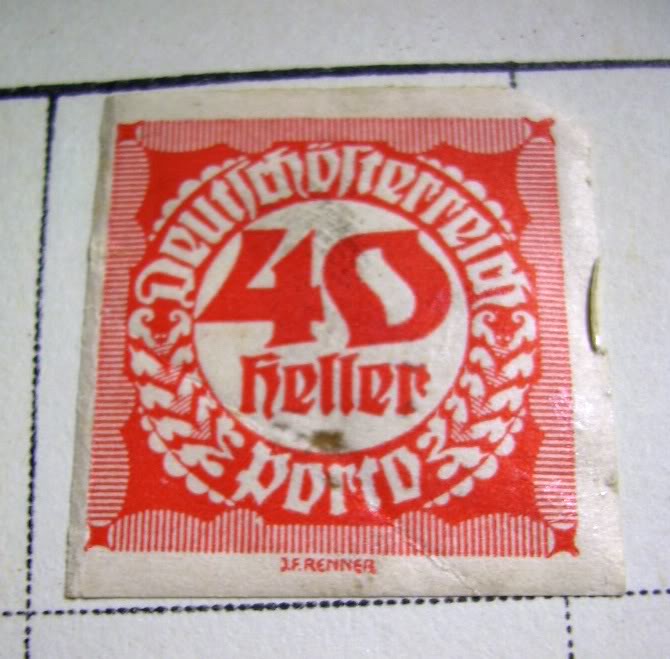 Deutschösterreich
40
Heller
Porto
J.F. RENNER